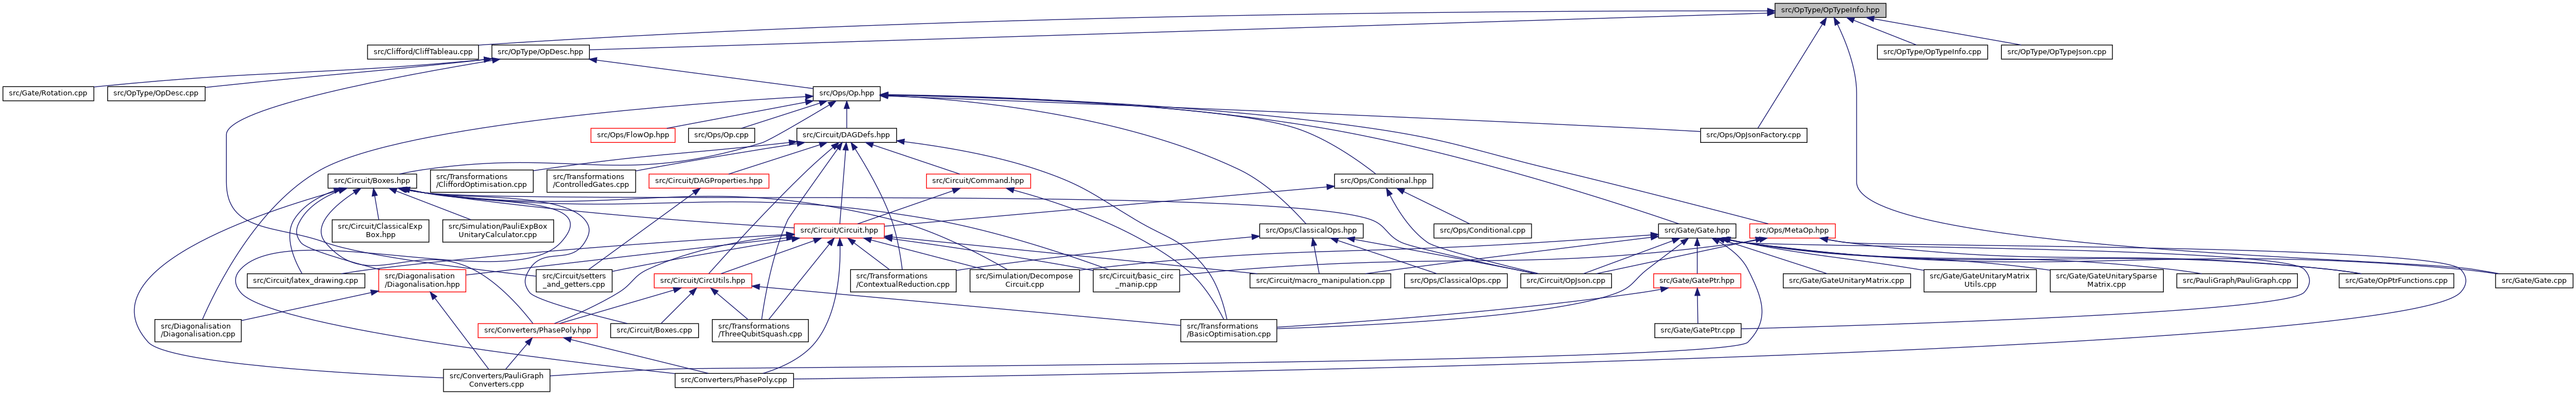 src/OpType/OpTypeInfo.hpp
src/Clifford/CliffTableau.cpp
src/OpType/OpDesc.hpp
src/OpType/OpTypeInfo.cpp
src/OpType/OpTypeJson.cpp
src/Gate/Rotation.cpp
src/OpType/OpDesc.cpp
src/Ops/Op.hpp
src/Ops/FlowOp.hpp
src/Ops/Op.cpp
src/Circuit/DAGDefs.hpp
src/Ops/OpJsonFactory.cpp
src/Circuit/Boxes.hpp
src/Transformations
/CliffordOptimisation.cpp
src/Transformations
/ControlledGates.cpp
src/Circuit/DAGProperties.hpp
src/Circuit/Command.hpp
src/Ops/Conditional.hpp
src/Circuit/ClassicalExp
Box.hpp
src/Simulation/PauliExpBox
UnitaryCalculator.cpp
src/Circuit/Circuit.hpp
src/Ops/ClassicalOps.hpp
src/Ops/Conditional.cpp
src/Gate/Gate.hpp
src/Ops/MetaOp.hpp
src/Circuit/latex_drawing.cpp
src/Diagonalisation
/Diagonalisation.hpp
src/Circuit/setters
_and_getters.cpp
src/Circuit/CircUtils.hpp
src/Transformations
/ContextualReduction.cpp
src/Simulation/Decompose
Circuit.cpp
src/Circuit/basic_circ
_manip.cpp
src/Circuit/macro_manipulation.cpp
src/Ops/ClassicalOps.cpp
src/Circuit/OpJson.cpp
src/Gate/GatePtr.hpp
src/Gate/GateUnitaryMatrix.cpp
src/Gate/GateUnitaryMatrix
Utils.cpp
src/Gate/GateUnitarySparse
Matrix.cpp
src/PauliGraph/PauliGraph.cpp
src/Gate/OpPtrFunctions.cpp
src/Gate/Gate.cpp
src/Diagonalisation
/Diagonalisation.cpp
src/Converters/PhasePoly.hpp
src/Circuit/Boxes.cpp
src/Transformations
/ThreeQubitSquash.cpp
src/Transformations
/BasicOptimisation.cpp
src/Gate/GatePtr.cpp
src/Converters/PauliGraph
Converters.cpp
src/Converters/PhasePoly.cpp